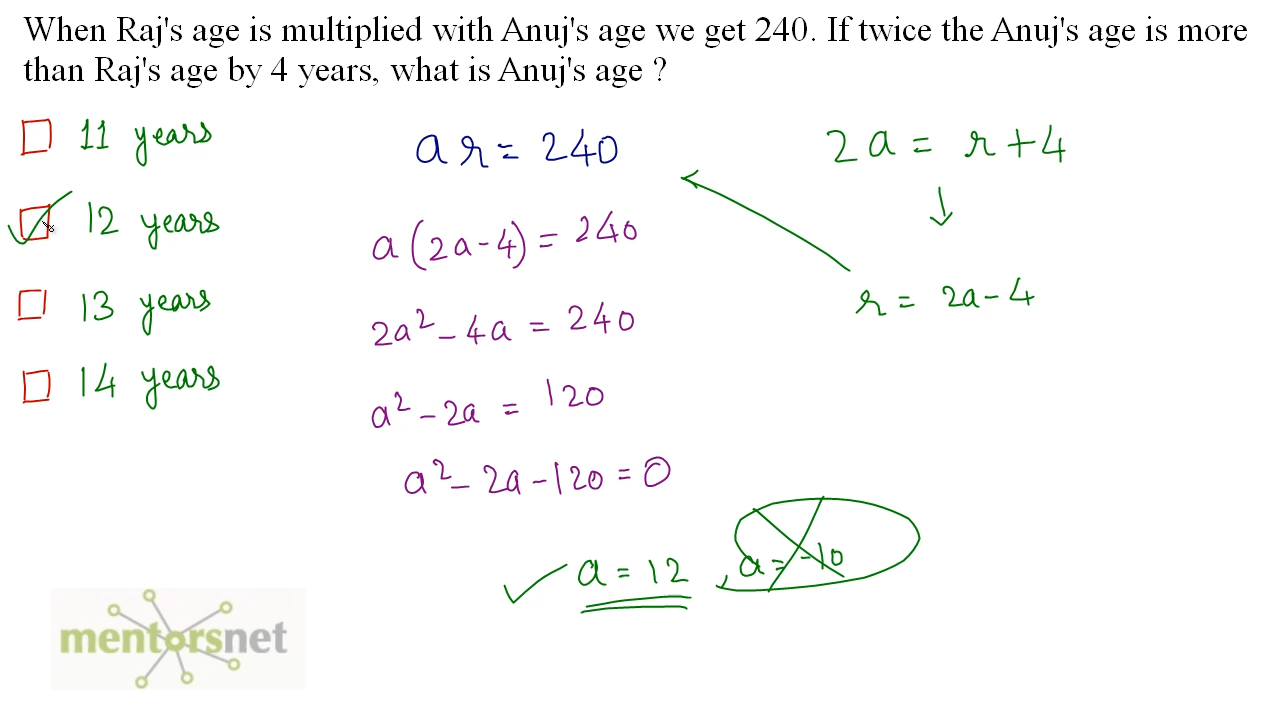 When Raj's age is multiplied with Anuj's age we get 240. If twice the Anuj's age is more
than Raj's age by 4 years, what is Anuj's age ?
11 years
12 years
13 years
14 years
a r = 240
a (2a - 4) = 240
2a² - 4a = 240
a² - 2a = 120
a² - 2a - 120 = 0
a = 12 , a = -10
2a = r + 4
r = 2a - 4
mentorsnet